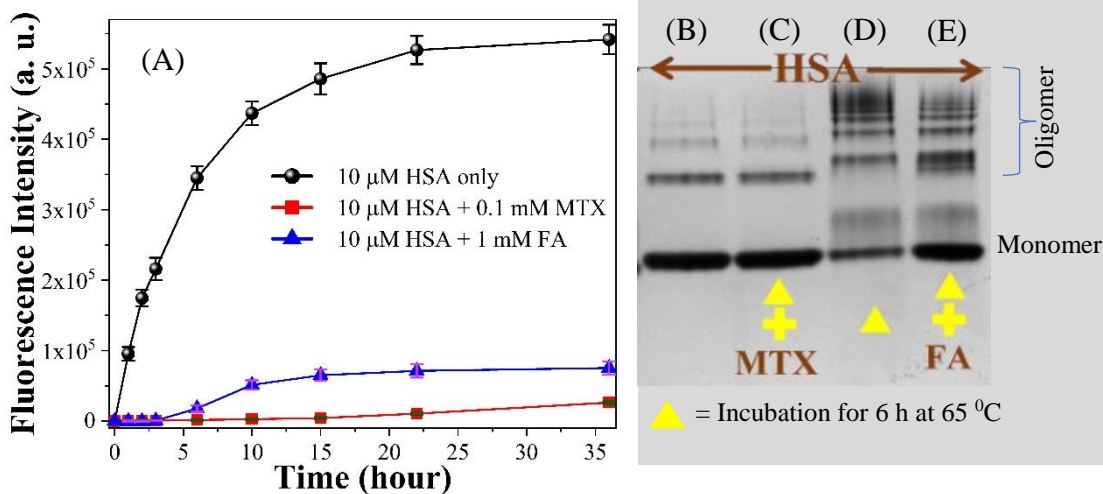 Fluorescence Intensity (a. u.)
5x10⁵
4x10⁵
3x10⁵
2x10⁵
1x10⁵
0
(A)
10 μM HSA only
10 μM HSA + 0.1 mM MTX
10 μM HSA + 1 mM FA
0 5 10 15 20 25 30 35
Time (hour)
(B) (C) (D) (E)
HSA
Oligomer
Monomer
MTX FA
= Incubation for 6 h at 65 ⁰C